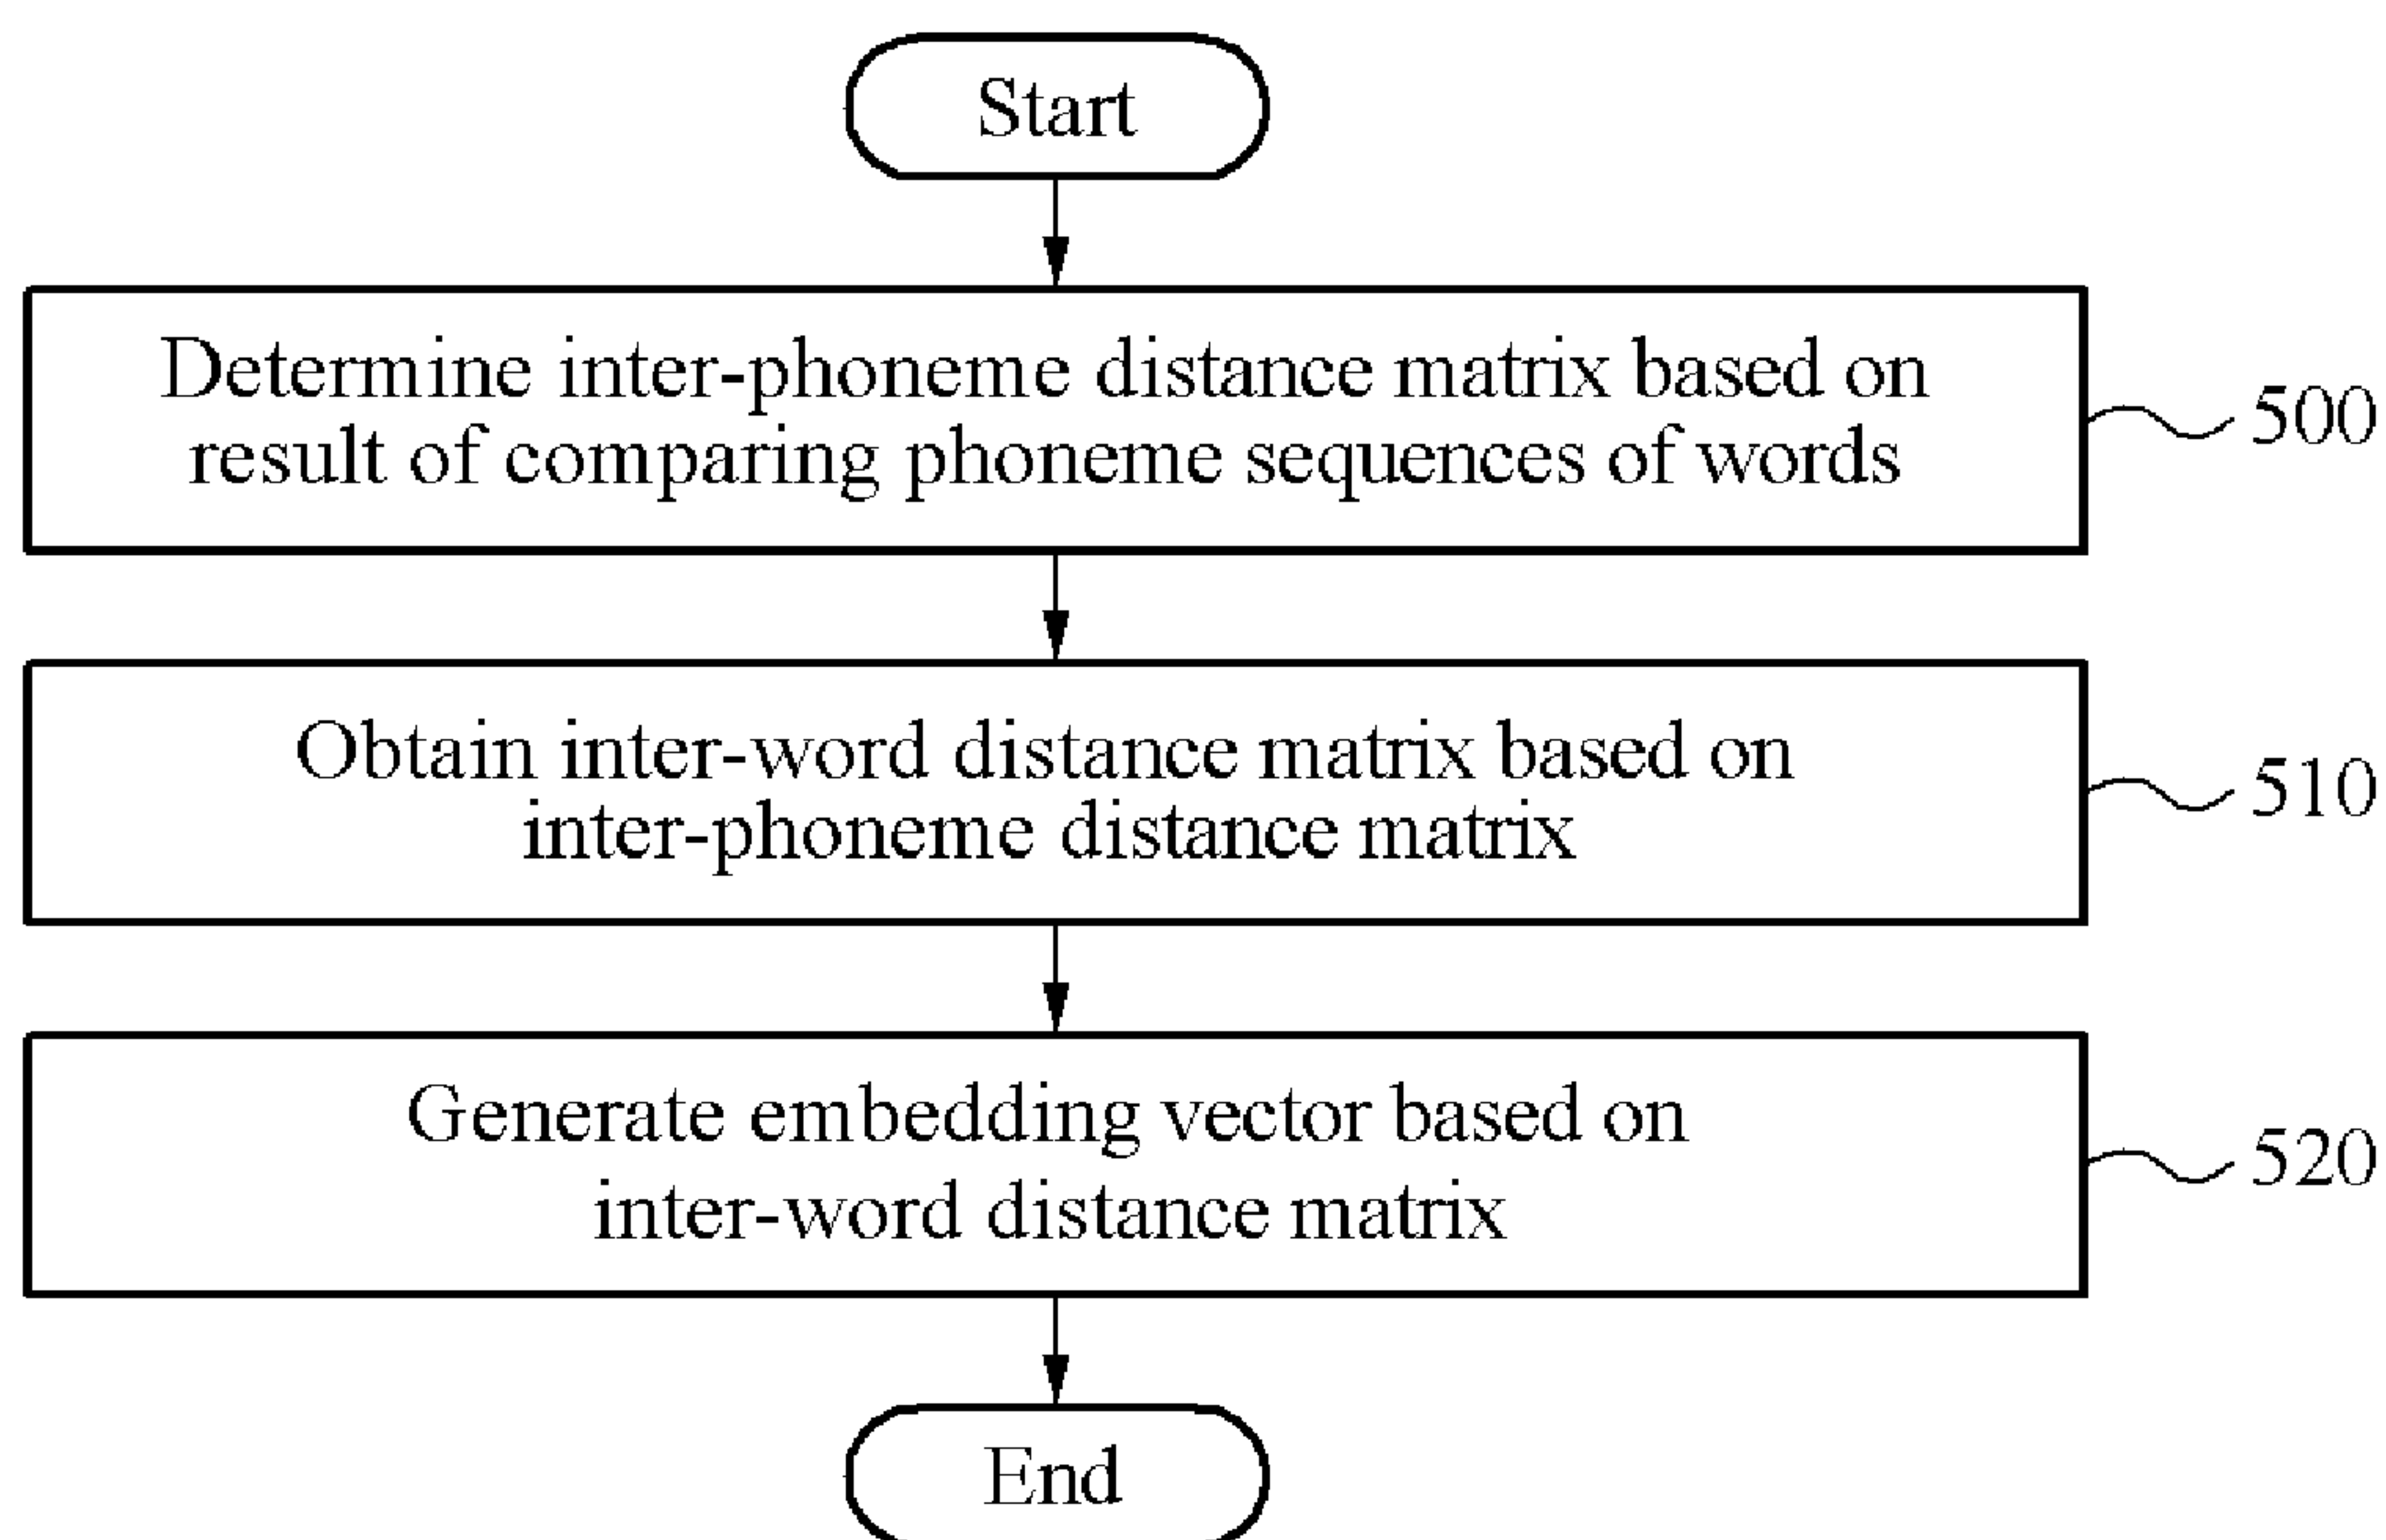 Start
Determine inter-phoneme distance matrix based on
result of comparing phoneme sequences of words
500
Obtain inter-word distance matrix based on
inter-phoneme distance matrix
510
Generate embedding vector based on
inter-word distance matrix
520
End